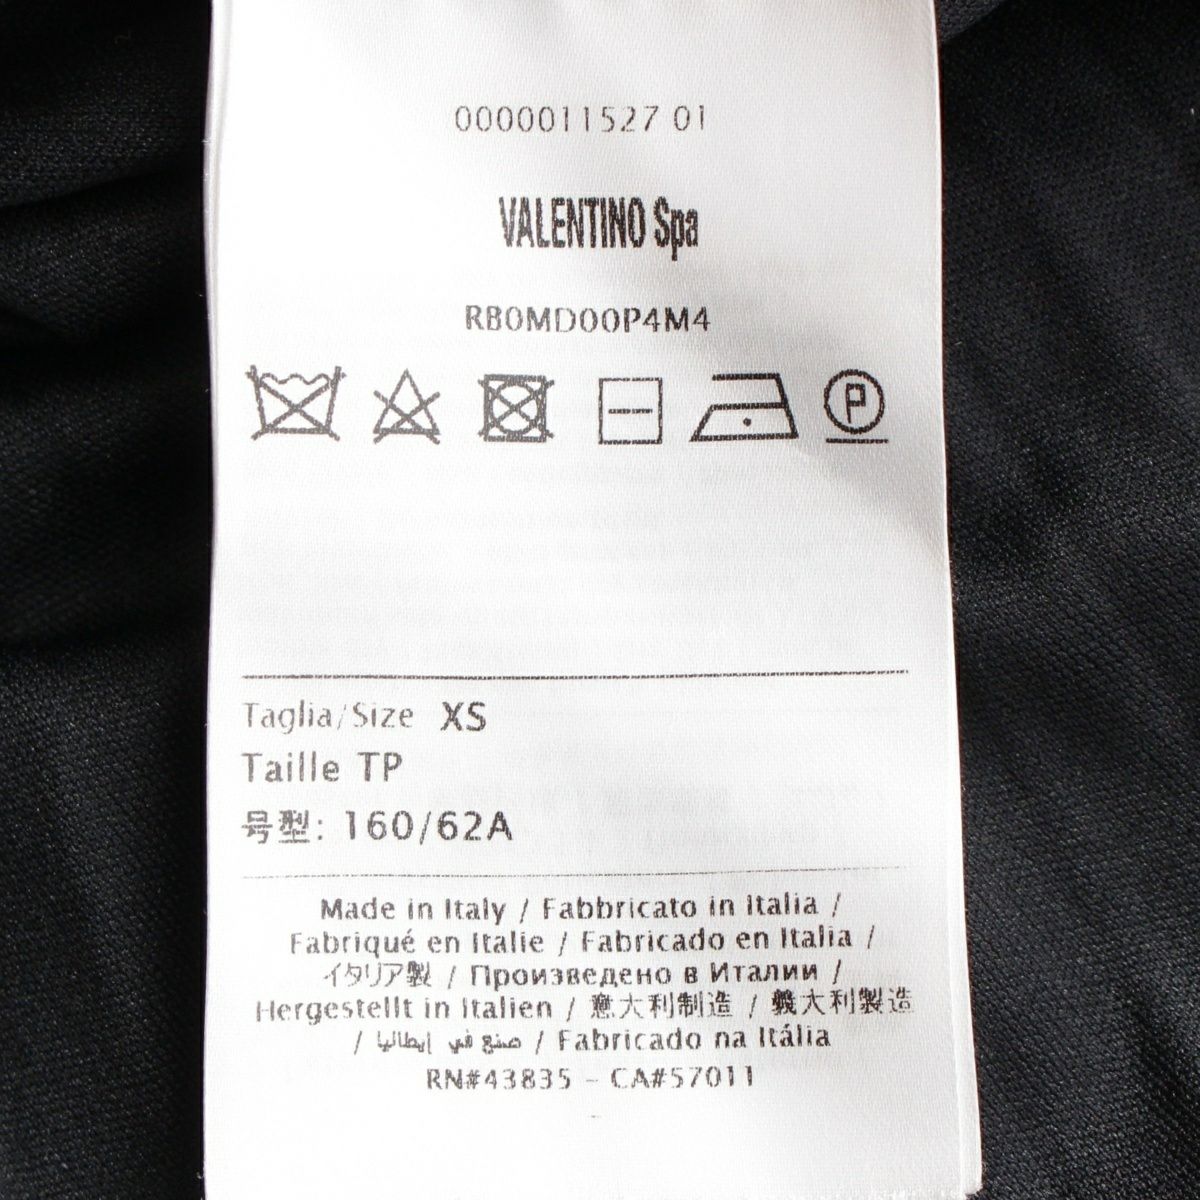 0000011527 01
VALENTINO Spa
RB0MD00P4M4
P
Taglia/Size XS
Taille TP
号型: 160/62A
Made in Italy / Fabbricato in Italia /
Fabriqué en Italie / Fabricado en Italia /
イタリア製 / Произведено в Италии /
Hergestellt in Italien / 意大利制造 / 義大利製造
/ صنع في إيطاليا / Fabricado na Itália
RN#43835 - CA#57011